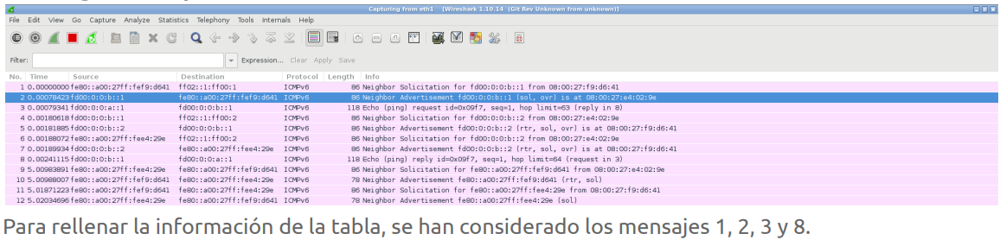 Capturing from eth1 [Wireshark 1.10.14 (Git Rev Unknown from unknown)]
File Edit View Go Capture Analyze Statistics Telephony Tools Internals Help
Filter: Expression... Clear Apply Save
No. Time Source Destination Protocol Length Info
1 0.00000000 fe80::a00:27ff:fef9:d641 ff02::1:ff00:1 ICMPv6 86 Neighbor Solicitation for fd00:0:0:b::1 from 08:00:27:f9:d6:41
2 0.00078423 fd00:0:0:b::1 fe80::a00:27ff:fef9:d641 ICMPv6 86 Neighbor Advertisement fd00:0:0:b::1 (sol, ovr) is at 08:00:27:e4:02:9e
3 0.00079341 fd00:0:0:a::1 fd00:0:0:b::1 ICMPv6 118 Echo (ping) request id=0x09f7, seq=1, hop limit=63 (reply in 8)
4 0.00180618 fd00:0:0:b::1 ff02::1:ff00:2 ICMPv6 86 Neighbor Solicitation for fd00:0:0:b::2 from 08:00:27:e4:02:9e
5 0.00181885 fd00:0:0:b::2 fd00:0:0:b::1 ICMPv6 86 Neighbor Advertisement fd00:0:0:b::2 (rtr, sol, ovr) is at 08:00:27:f9:d6:41
6 0.00188072 fe80::a00:27ff:fee4:29e ff02::1:ff00:2 ICMPv6 86 Neighbor Solicitation for fd00:0:0:b::2 from 08:00:27:e4:02:9e
7 0.00189934 fd00:0:0:b::2 fe80::a00:27ff:fee4:29e ICMPv6 86 Neighbor Advertisement fd00:0:0:b::2 (rtr, sol, ovr) is at 08:00:27:f9:d6:41
8 0.00241115 fd00:0:0:b::1 fd00:0:0:a::1 ICMPv6 118 Echo (ping) reply id=0x09f7, seq=1, hop limit=64 (request in 3)
9 5.00983891 fe80::a00:27ff:fee4:29e fe80::a00:27ff:fef9:d641 ICMPv6 86 Neighbor Solicitation for fe80::a00:27ff:fef9:d641 from 08:00:27:e4:02:9e
10 5.00988007 fe80::a00:27ff:fef9:d641 fe80::a00:27ff:fee4:29e ICMPv6 78 Neighbor Advertisement fe80::a00:27ff:fef9:d641 (rtr, sol)
11 5.01871223 fe80::a00:27ff:fef9:d641 fe80::a00:27ff:fee4:29e ICMPv6 86 Neighbor Solicitation for fe80::a00:27ff:fee4:29e from 08:00:27:f9:d6:41
12 5.02034696 fe80::a00:27ff:fee4:29e fe80::a00:27ff:fef9:d641 ICMPv6 78 Neighbor Advertisement fe80::a00:27ff:fee4:29e (sol)
Para rellenar la información de la tabla, se han considerado los mensajes 1, 2, 3 y 8.